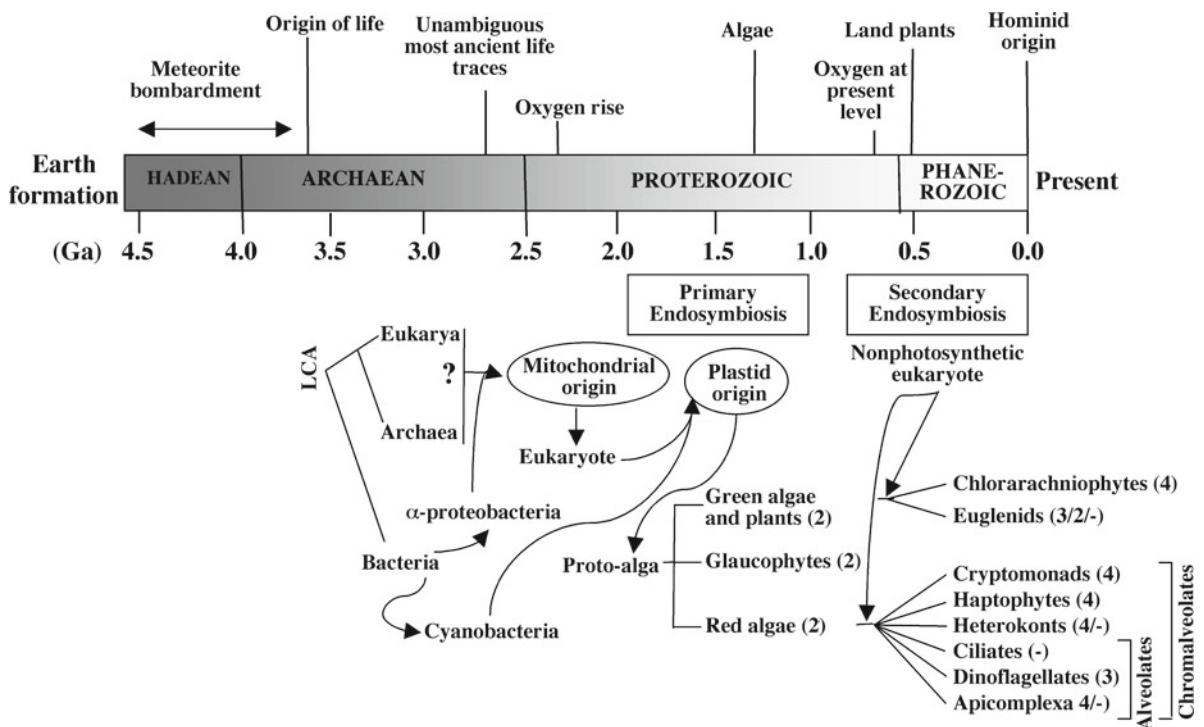 Origin of life
Unambiguous
most ancient life
traces
Algae
Land plants
Hominid
origin
Meteorite
bombardment
Oxygen rise
Oxygen at
present
level
Earth
formation
HADEAN
ARCHAEAN
PROTEROZOIC
PHANE-
ROZOIC
Present
(Ga)
4.5
4.0
3.5
3.0
2.5
2.0
1.5
1.0
0.5
0.0
Primary
Endosymbiosis
Secondary
Endosymbiosis
LCA
Eukarya
?
Archaea
Mitochondrial
origin
Plastid
origin
Nonphotosynthetic
eukaryote
Eukaryote
α-proteobacteria
Bacteria
Cyanobacteria
Proto-alga
Green algae
and plants (2)
Glaucophytes (2)
Red algae (2)
Chlorarachniophytes (4)
Euglenids (3/2/-)
Cryptomonads (4)
Haptophytes (4)
Heterokonts (4/-)
Ciliates (-)
Dinoflagellates (3)
Apicomplexa 4/-)
Alveolates
Chromalveolates